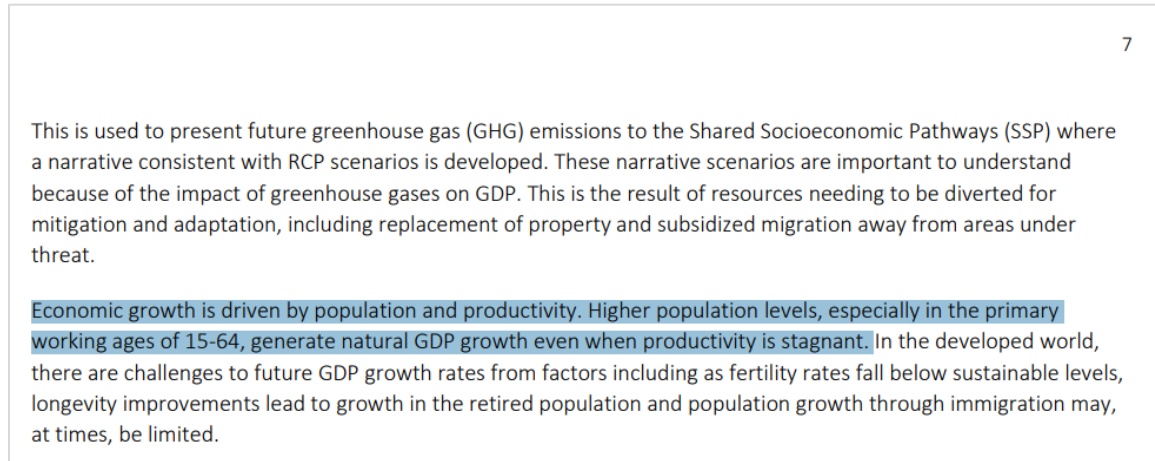 7
This is used to present future greenhouse gas (GHG) emissions to the Shared Socioeconomic Pathways (SSP) where
a narrative consistent with RCP scenarios is developed. These narrative scenarios are important to understand
because of the impact of greenhouse gases on GDP. This is the result of resources needing to be diverted for
mitigation and adaptation, including replacement of property and subsidized migration away from areas under
threat.
Economic growth is driven by population and productivity. Higher population levels, especially in the primary
working ages of 15-64, generate natural GDP growth even when productivity is stagnant. In the developed world,
there are challenges to future GDP growth rates from factors including as fertility rates fall below sustainable levels,
longevity improvements lead to growth in the retired population and population growth through immigration may,
at times, be limited.